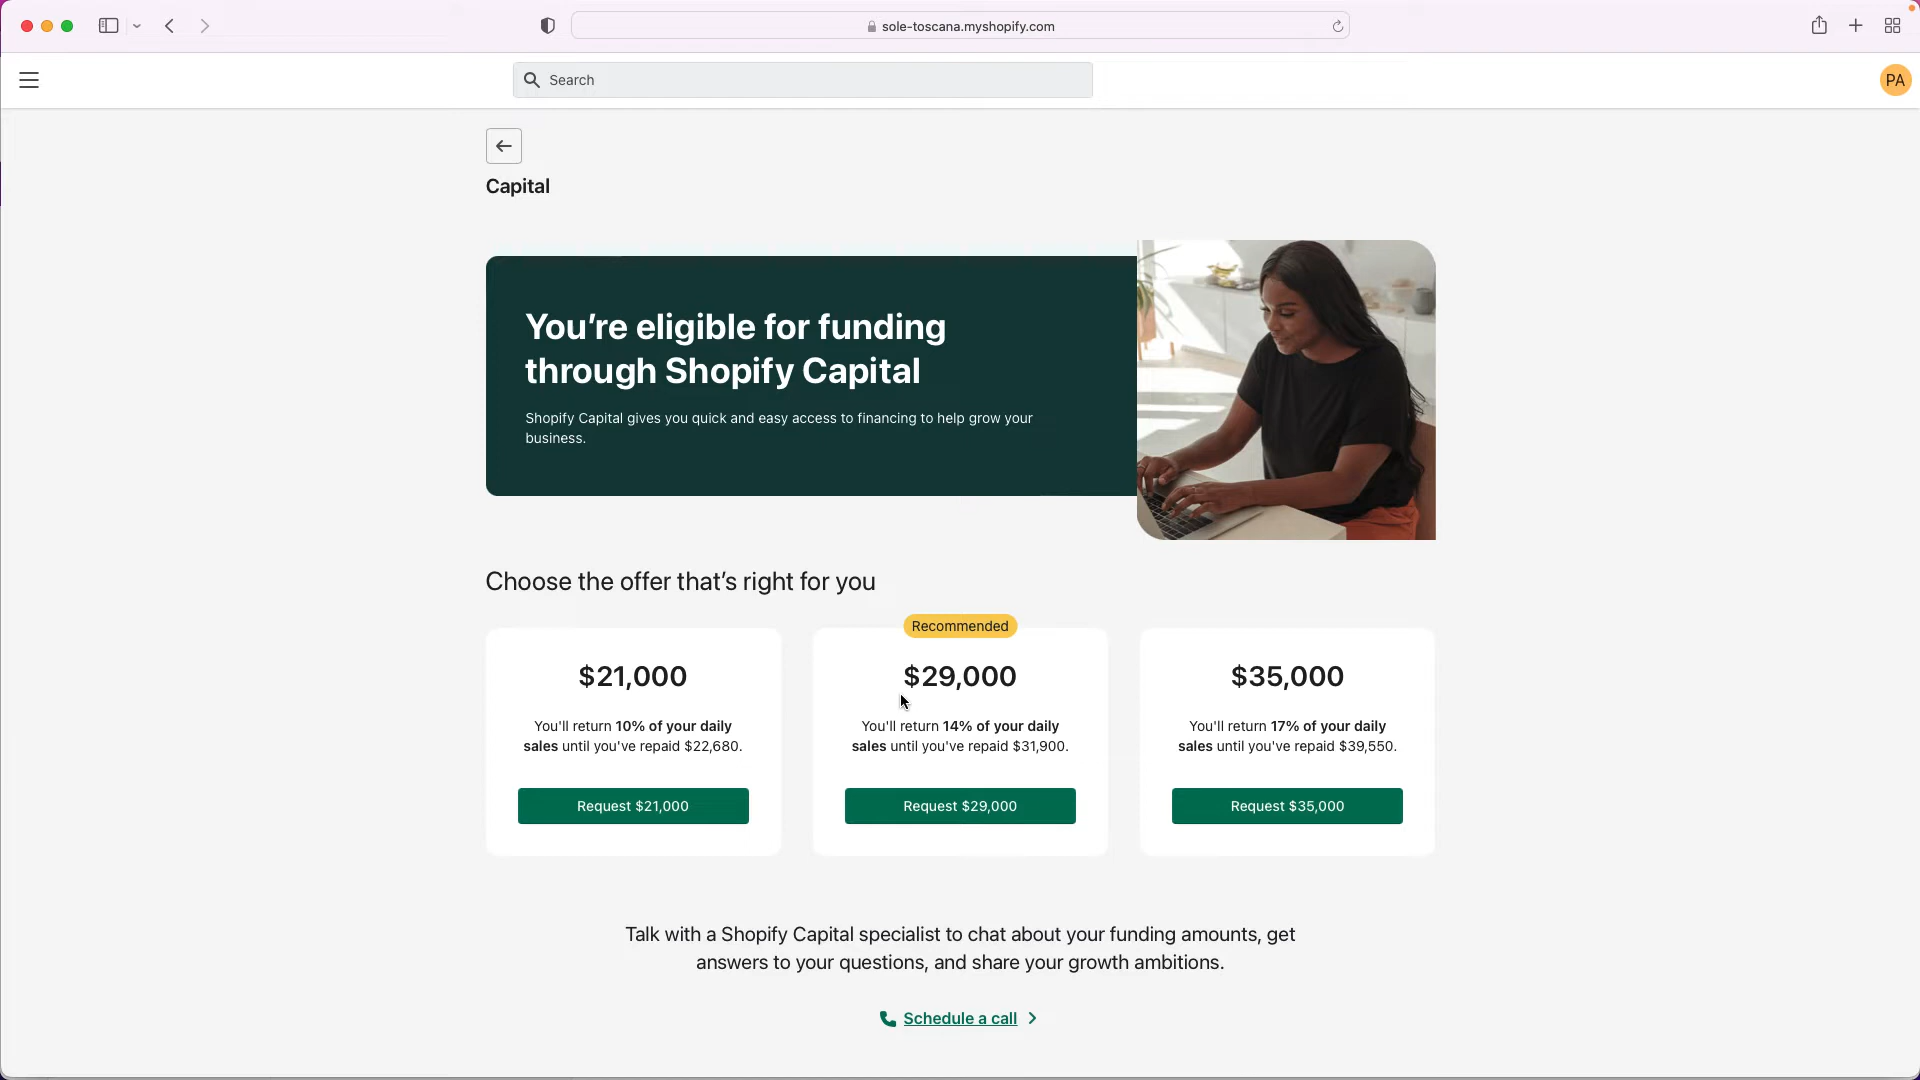 sole-toscana.myshopify.com
Search
PA
Capital
You're eligible for funding
through Shopify Capital
Shopify Capital gives you quick and easy access to financing to help grow your
business.
Choose the offer that's right for you
$21,000
You'll return 10% of your daily
sales until you've repaid $22,680.
Request $21,000
Recommended
$29,000
You'll return 14% of your daily
sales until you've repaid $31,900.
Request $29,000
$35,000
You'll return 17% of your daily
sales until you've repaid $39,550.
Request $35,000
Talk with a Shopify Capital specialist to chat about your funding amounts, get
answers to your questions, and share your growth ambitions.
Schedule a call